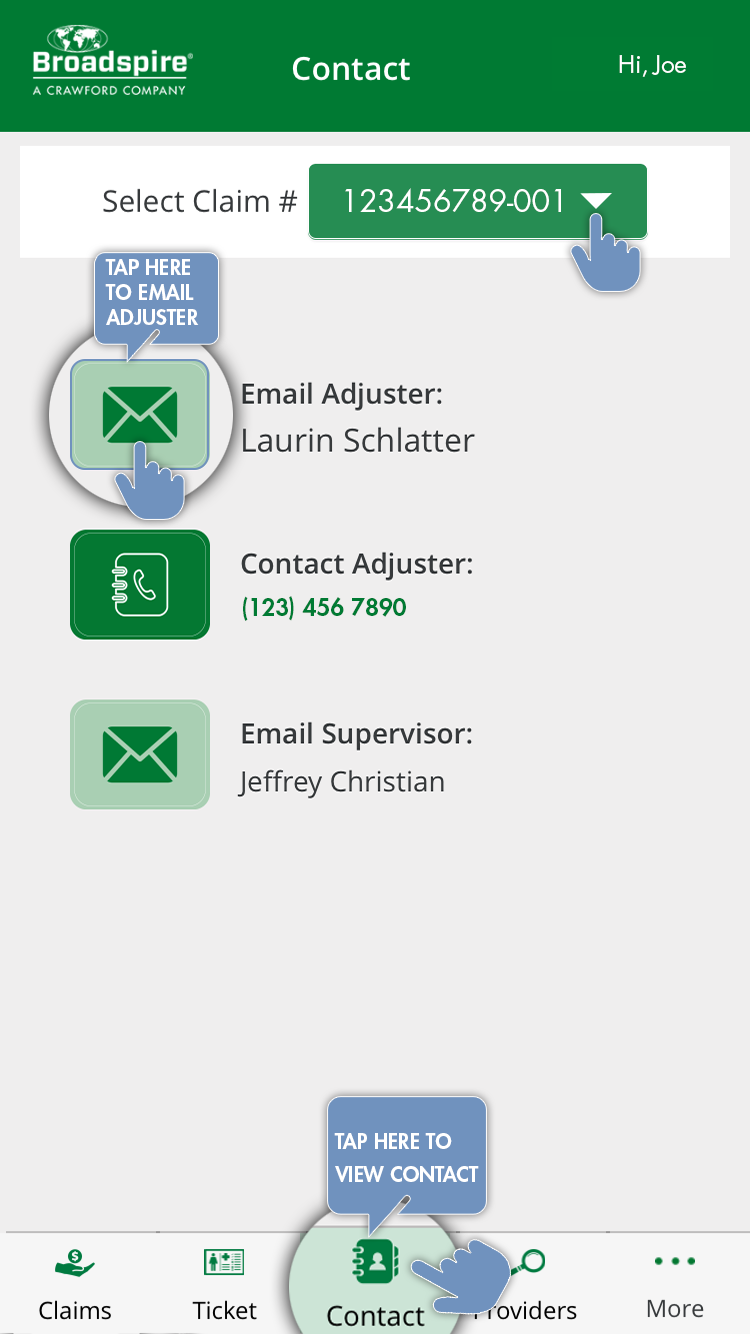 Broadspire®
A CRAWFORD COMPANY
Contact
Hi, Joe
Select Claim #
123456789-001
TAP HERE
TO EMAIL
ADJUSTER
Email Adjuster:
Laurin Schlatter
Contact Adjuster:
(123) 456 7890
Email Supervisor:
Jeffrey Christian
TAP HERE TO
VIEW CONTACT
Claims
Ticket
Contact
Providers
More